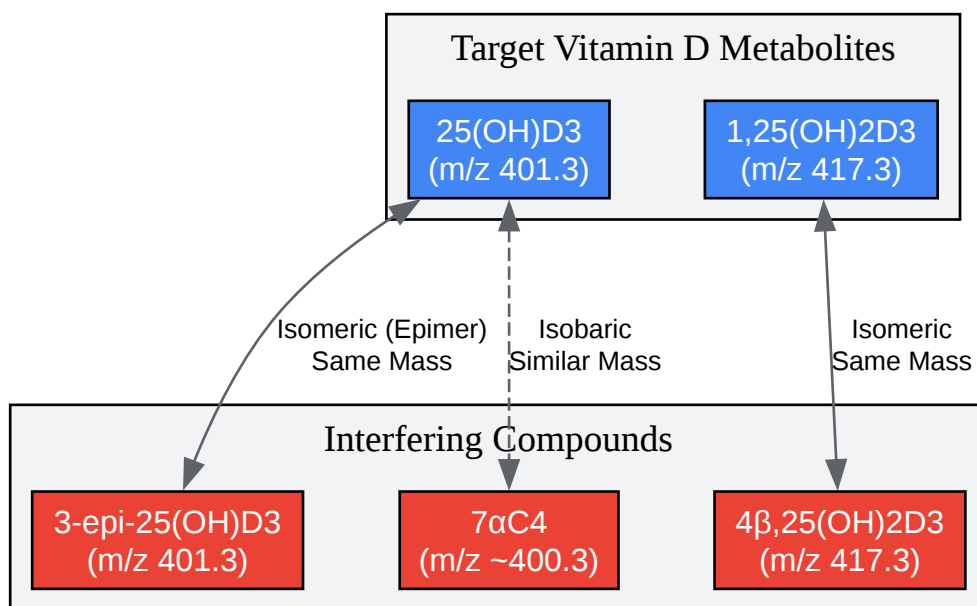 Target Vitamin D Metabolites
25(OH)D3
(m/z 401.3)
1,25(OH)2D3
(m/z 417.3)
Isomeric (Epimer)
Same Mass
Isobaric
Similar Mass
Isomeric
Same Mass
Interfering Compounds
3-epi-25(OH)D3
(m/z 401.3)
7αC4
(m/z ~400.3)
4β,25(OH)2D3
(m/z 417.3)